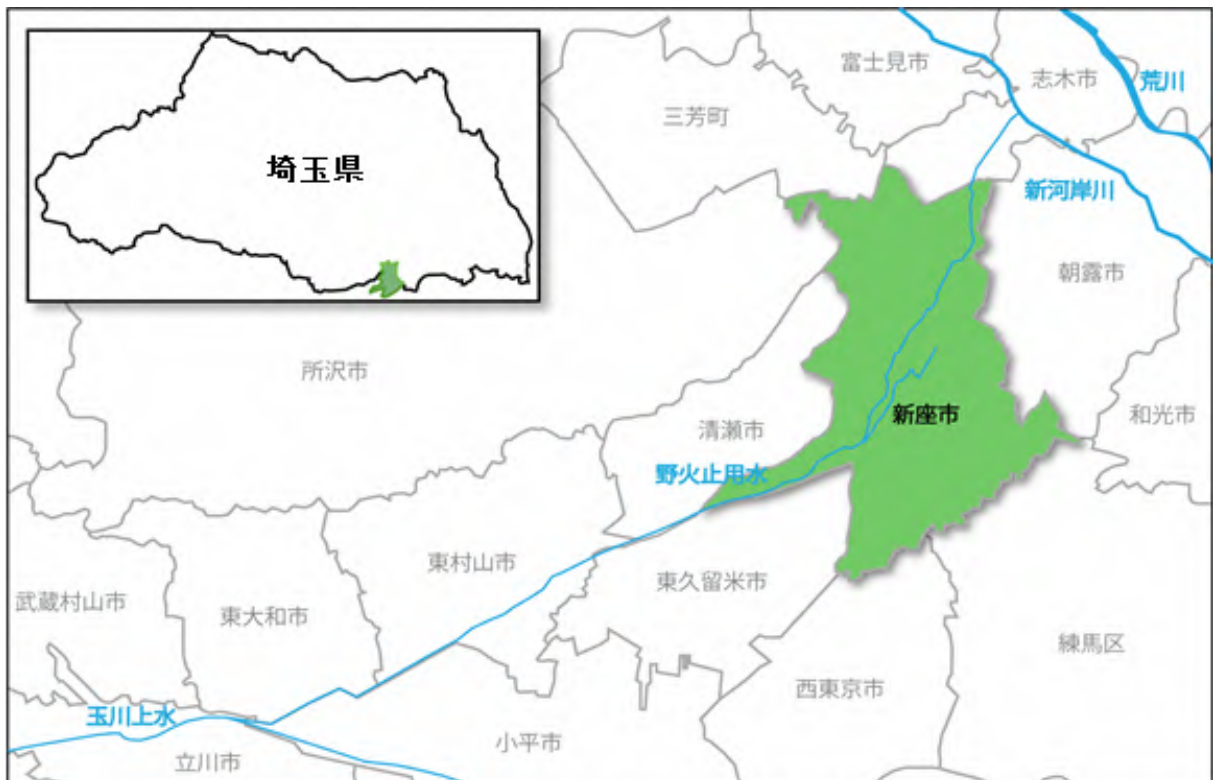 富士見市
志木市
荒川
三芳町
埼玉県
新河岸川
朝露市
所沢市
和光市
新座市
清瀬市
野火止用水
東村山市
東久留米市
武蔵村山市
東大和市
練馬区
西東京市
玉川上水
小平市
立川市